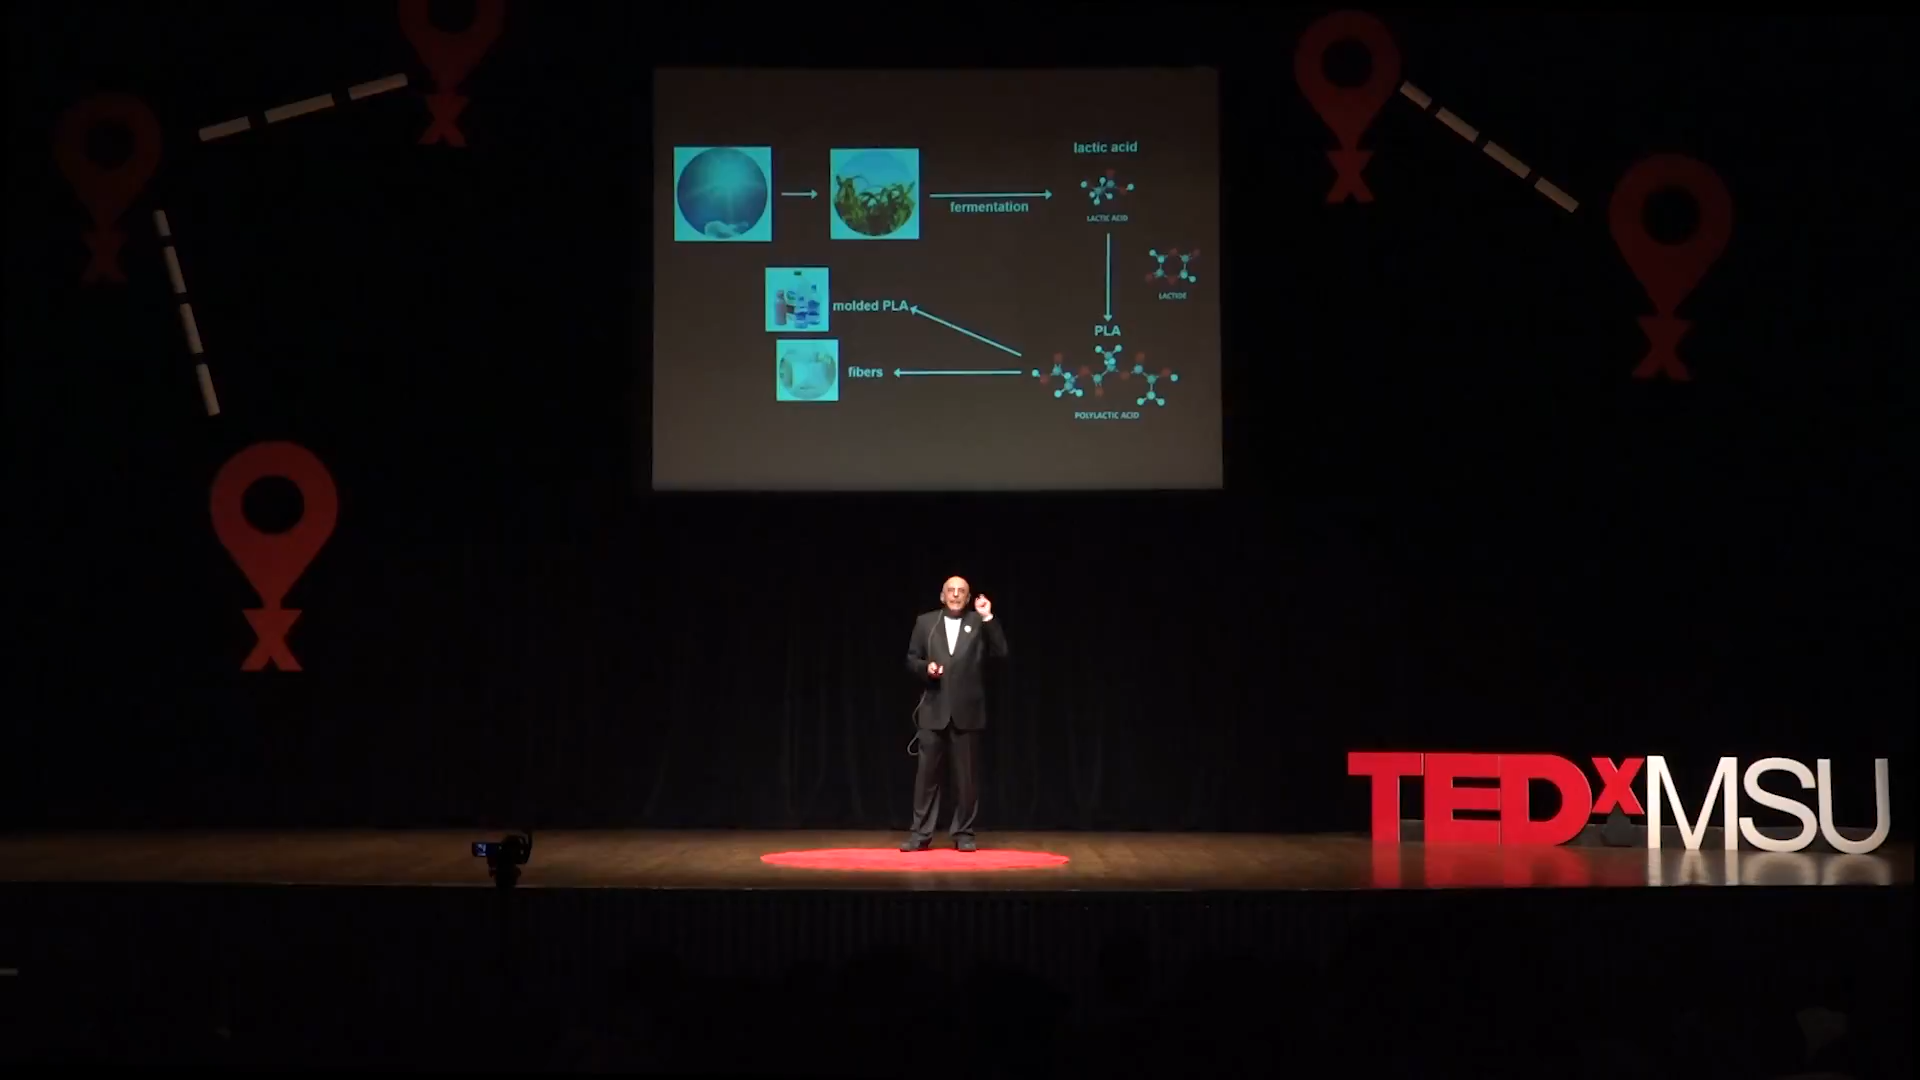 lactic acid
fermentation
LACTIC ACID
LACTIDE
molded PLA
PLA
fibers
POLYLACTIC ACID
x
x
x
x
x
TEDxMSU